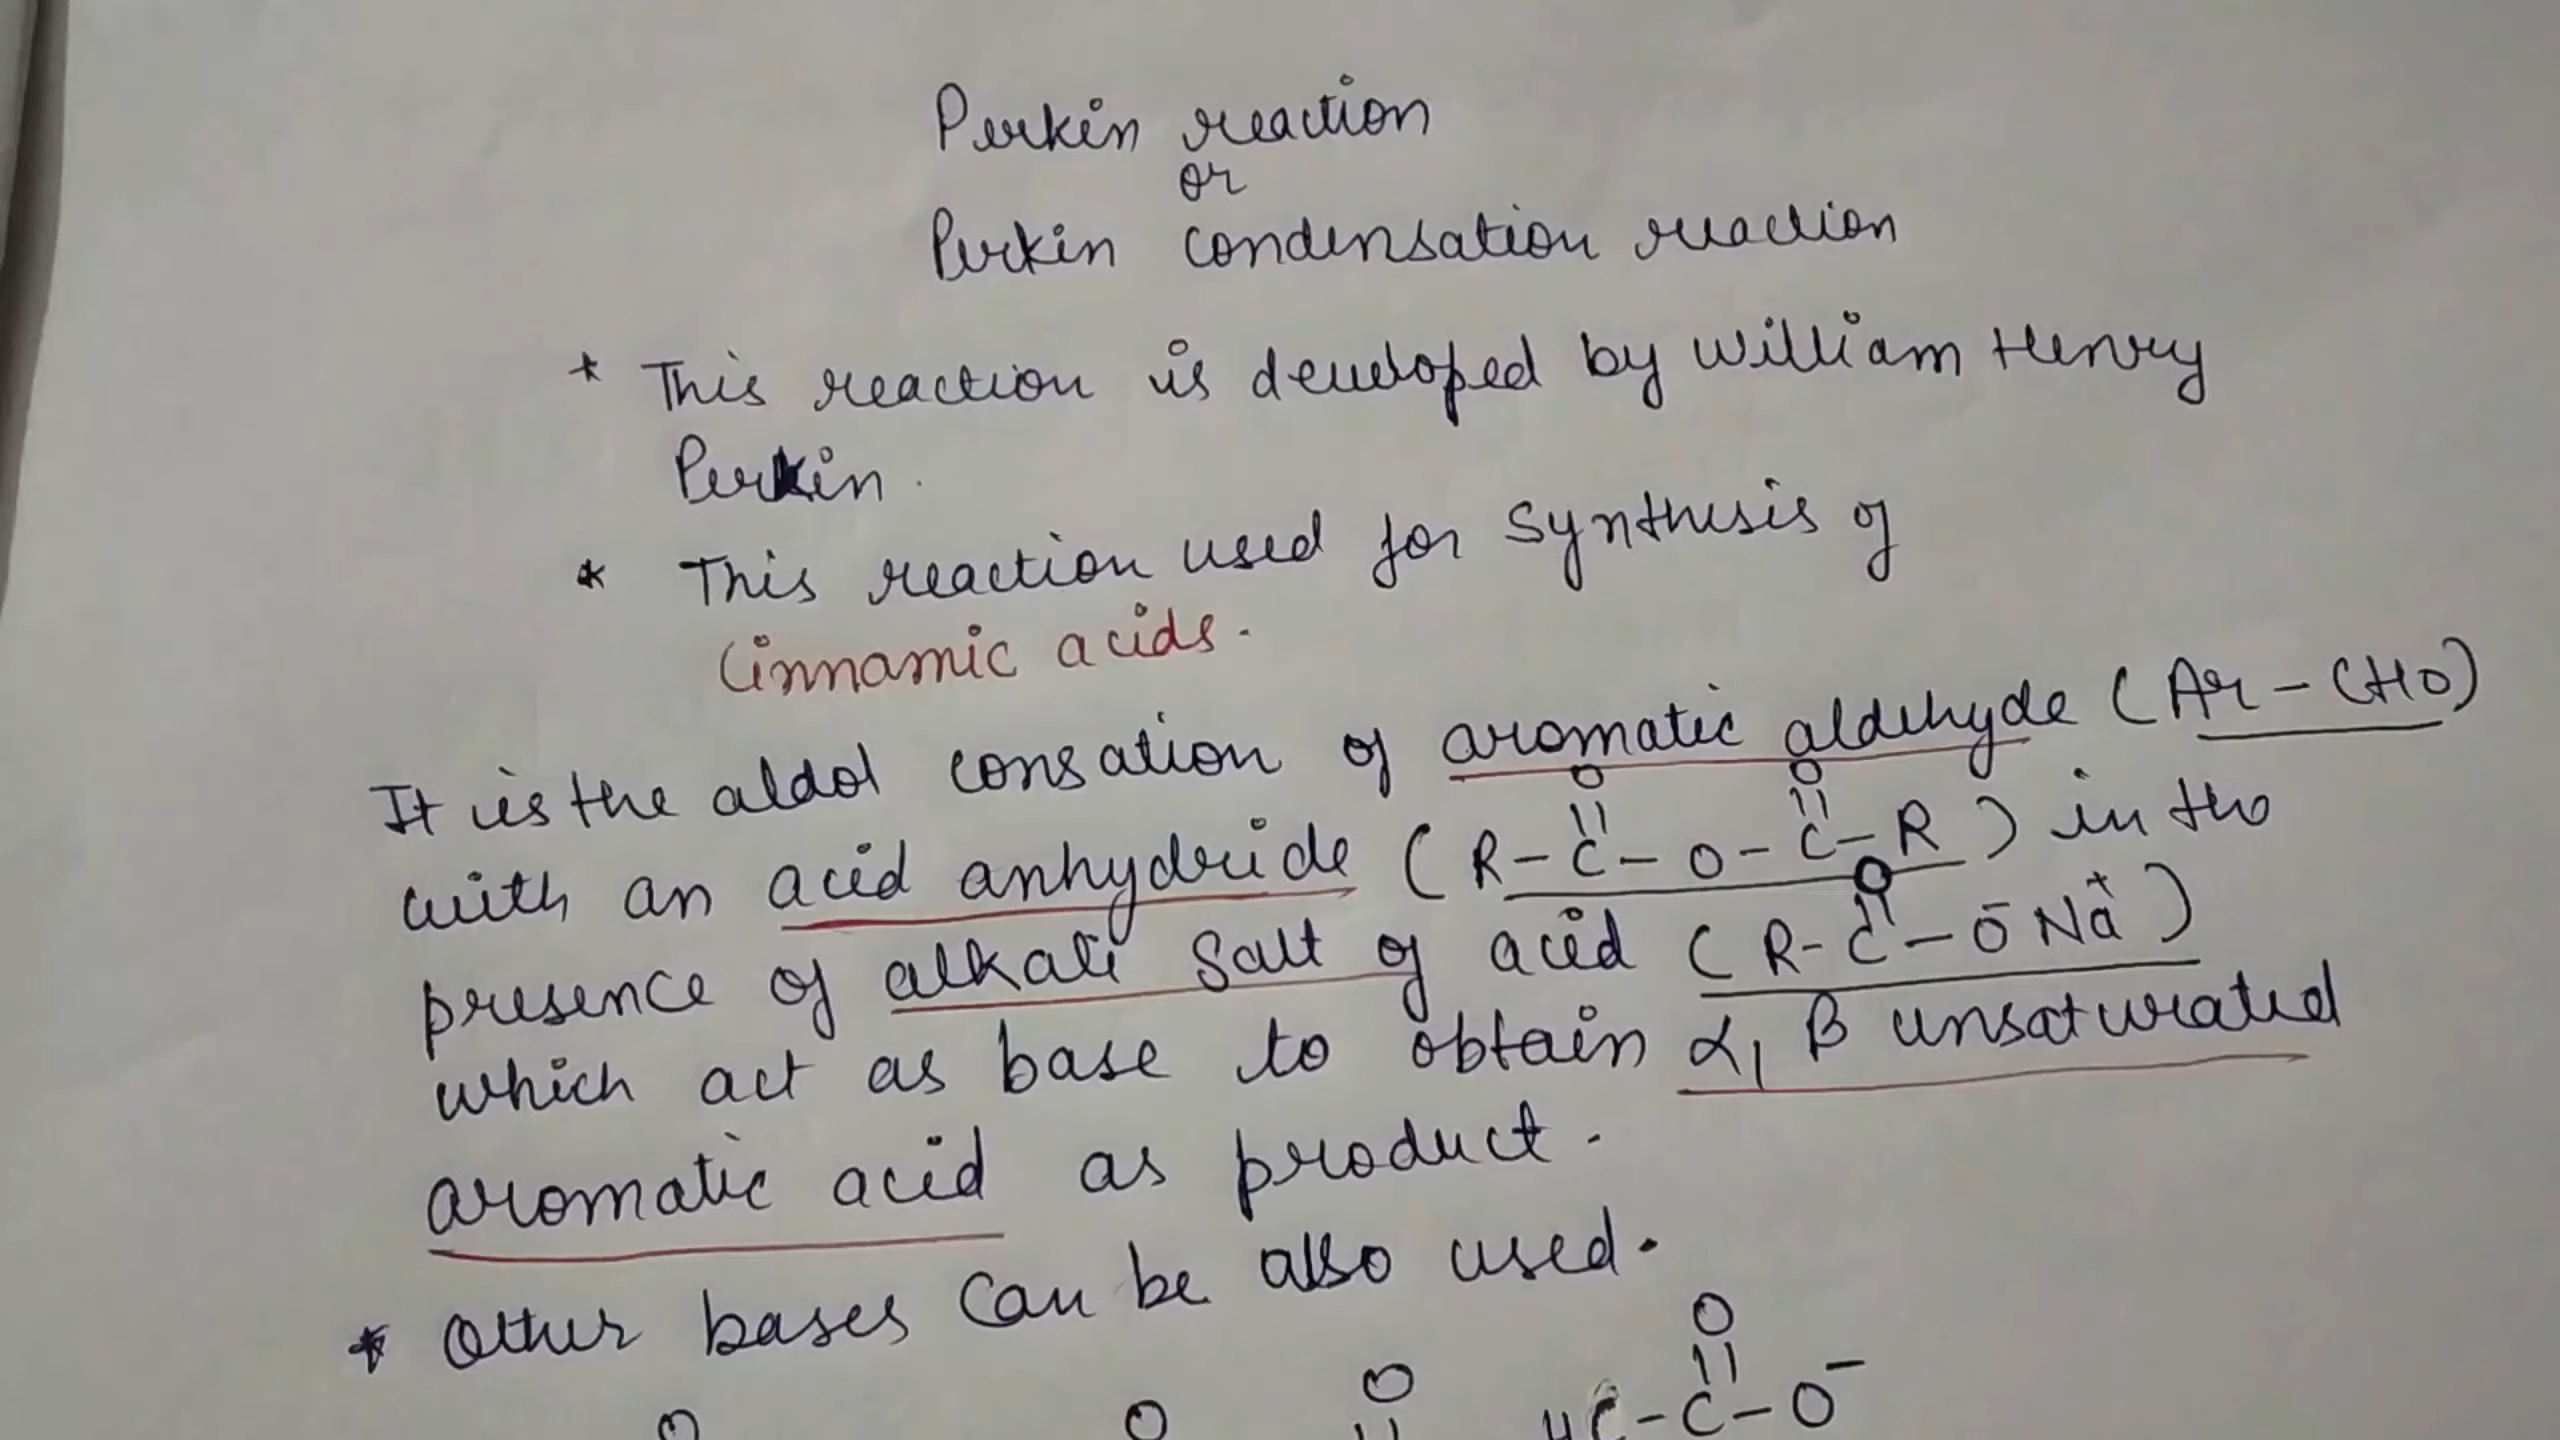 Perkin reaction
or
Perkin condensation reaction
* This reaction is developed by William Henry
Perkin.
* This reaction used for synthesis of
Cinnamic acids.
It is the aldol consation of aromatic aldehyde (Ar-CHO)
O O
|| ||
with an acid anhydride (R-C-O-C-R) in the
O
||
presence of alkali salt of acid (R-C-ŌNa⁺)
which act as base to obtain α, β unsaturated
aromatic acid as product.
* Other bases can be also used.
O
||
O O O